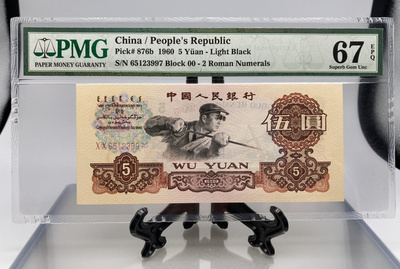 PMG
PAPER MONEY GUARANTY
China / People's Republic
Pick# 876b 1960 5 Yüan - Light Black
S/N 65123997 Block 00 - 2 Roman Numerals
67
EPQ
Superb Gem Unc
中國人民銀行
伍圓
WU YUAN
5
5